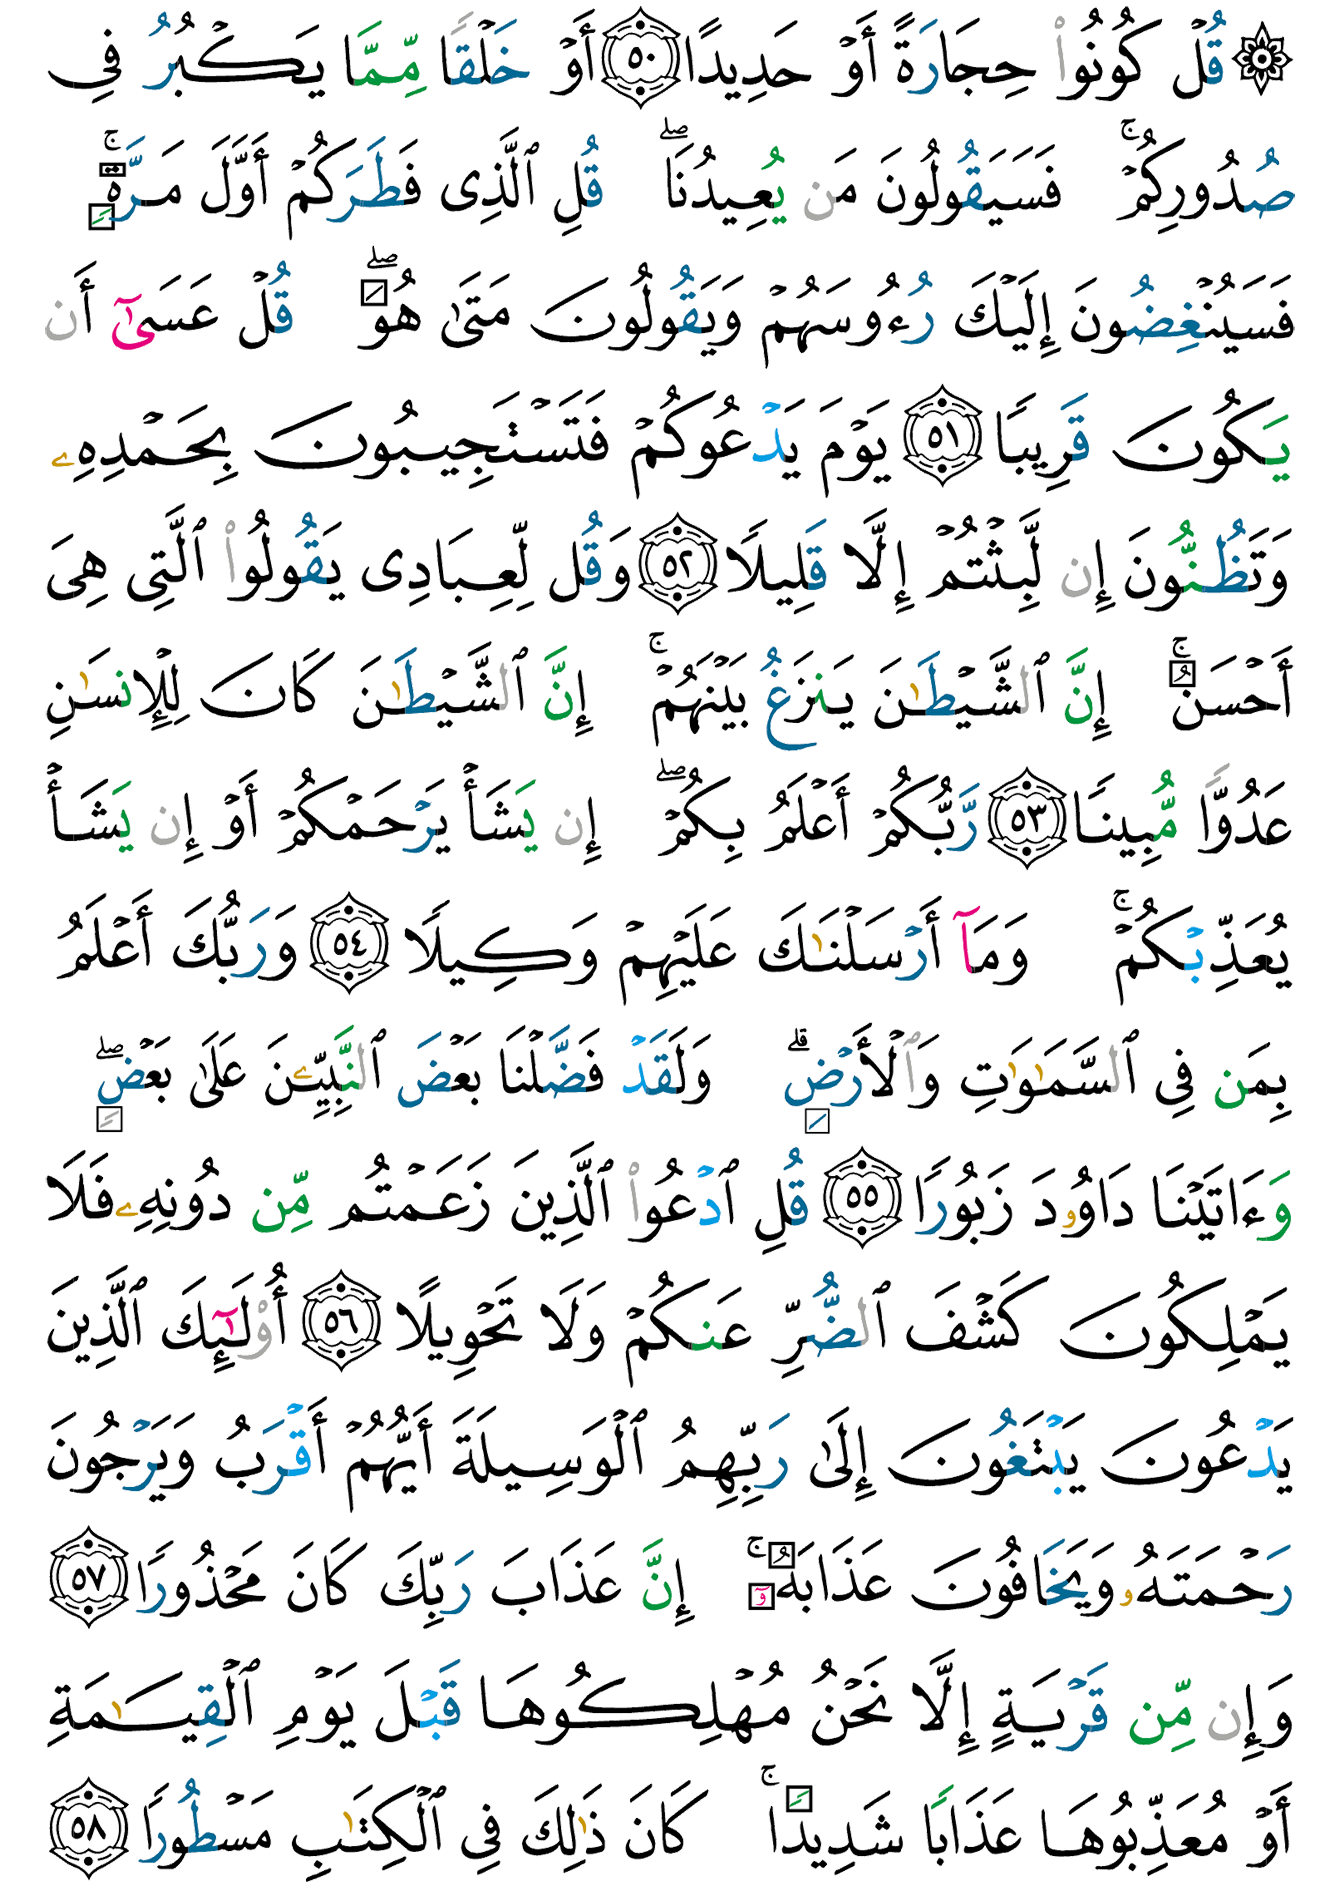 ۞ قُلۡ كُونُواْ حِجَارَةً أَوۡ حَدِيدًا ٥٠ أَوۡ خَلۡقًا مِّمَّا يَكۡبُرُ فِي
صُدُورِكُمۡۚ فَسَيَقُولُونَ مَن يُعِيدُنَاۖ قُلِ ٱلَّذِي فَطَرَكُمۡ أَوَّلَ مَرَّةٖۚ
فَسَيُنۡغِضُونَ إِلَيۡكَ رُءُوسَهُمۡ وَيَقُولُونَ مَتَىٰ هُوَۖ قُلۡ عَسَىٰٓ أَن
يَكُونَ قَرِيبًا ٥١ يَوۡمَ يَدۡعُوكُمۡ فَتَسۡتَجِيبُونَ بِحَمۡدِهِۦ
وَتَظُنُّونَ إِن لَّبِثۡتُمۡ إِلَّا قَلِيلًا ٥٢ وَقُل لِّعِبَادِي يَقُولُواْ ٱلَّتِي هِيَ
أَحۡسَنُۚ إِنَّ ٱلشَّيۡطَٰنَ يَنزَغُ بَيۡنَهُمۡۚ إِنَّ ٱلشَّيۡطَٰنَ كَانَ لِلۡإِنسَٰنِ
عَدُوًّا مُّبِينًا ٥٣ رَّبُّكُمۡ أَعۡلَمُ بِكُمۡۖ إِن يَشَأۡ يَرۡحَمۡكُمۡ أَوۡ إِن يَشَأۡ
يُعَذِّبۡكُمۡۚ وَمَآ أَرۡسَلۡنَٰكَ عَلَيۡهِمۡ وَكِيلًا ٥٤ وَرَبُّكَ أَعۡلَمُ
بِمَن فِي ٱلسَّمَٰوَٰتِ وَٱلۡأَرۡضِۗ وَلَقَدۡ فَضَّلۡنَا بَعۡضَ ٱلنَّبِيِّـۧنَ عَلَىٰ بَعۡضٖۖ
وَءَاتَيۡنَا دَاوُۥدَ زَبُورًا ٥٥ قُلِ ٱدۡعُواْ ٱلَّذِينَ زَعَمۡتُم مِّن دُونِهِۦ فَلَا
يَمۡلِكُونَ كَشۡفَ ٱلضُّرِّ عَنكُمۡ وَلَا تَحۡوِيلًا ٥٦ أُوْلَٰٓئِكَ ٱلَّذِينَ
يَدۡعُونَ يَبۡتَغُونَ إِلَىٰ رَبِّهِمُ ٱلۡوَسِيلَةَ أَيُّهُمۡ أَقۡرَبُ وَيَرۡجُونَ
رَحۡمَتَهُۥ وَيَخَافُونَ عَذَابَهُۥٓۚ إِنَّ عَذَابَ رَبِّكَ كَانَ مَحۡذُورًا ٥٧
وَإِن مِّن قَرۡيَةٍ إِلَّا نَحۡنُ مُهۡلِكُوهَا قَبۡلَ يَوۡمِ ٱلۡقِيَٰمَةِ
أَوۡ مُعَذِّبُوهَا عَذَابًا شَدِيدًاۚ كَانَ ذَٰلِكَ فِي ٱلۡكِتَٰبِ مَسۡطُورًا ٥٨